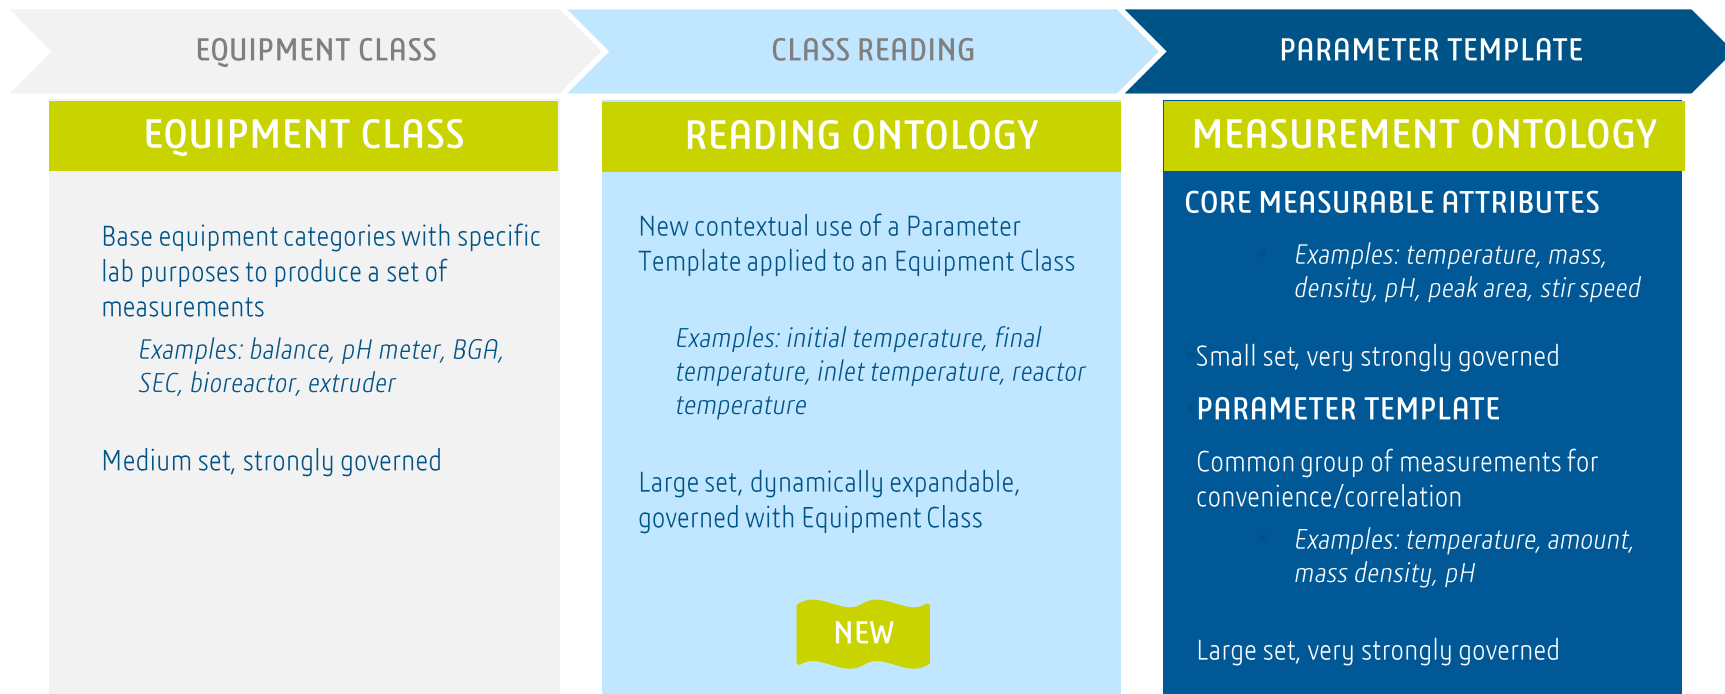 EQUIPMENT CLASS
CLASS READING
PARAMETER TEMPLATE
EQUIPMENT CLASS
Base equipment categories with specific
lab purposes to produce a set of
measurements
Examples: balance, pH meter, BGA,
SEC, bioreactor, extruder
Medium set, strongly governed
READING ONTOLOGY
New contextual use of a Parameter
Template applied to an Equipment Class
Examples: initial temperature, final
temperature, inlet temperature, reactor
temperature
Large set, dynamically expandable,
governed with Equipment Class
NEW
MEASUREMENT ONTOLOGY
CORE MEASURABLE ATTRIBUTES
• Examples: temperature, mass,
density, pH, peak area, stir speed
• Small set, very strongly governed
• PARAMETER TEMPLATE
Common group of measurements for
convenience/correlation
• Examples: temperature, amount,
mass density, pH
Large set, very strongly governed